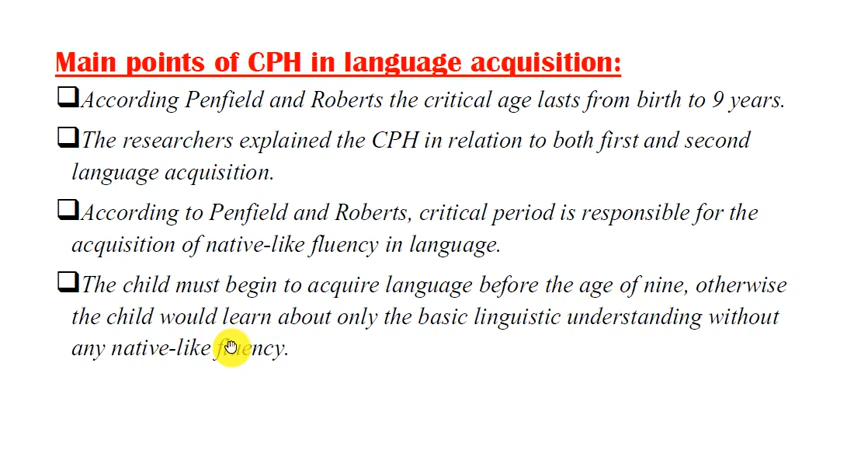 Main points of CPH in language acquisition:
According Penfield and Roberts the critical age lasts from birth to 9 years.
The researchers explained the CPH in relation to both first and second
language acquisition.
According to Penfield and Roberts, critical period is responsible for the
acquisition of native-like fluency in language.
The child must begin to acquire language before the age of nine, otherwise
the child would learn about only the basic linguistic understanding without
any native-like fluency.